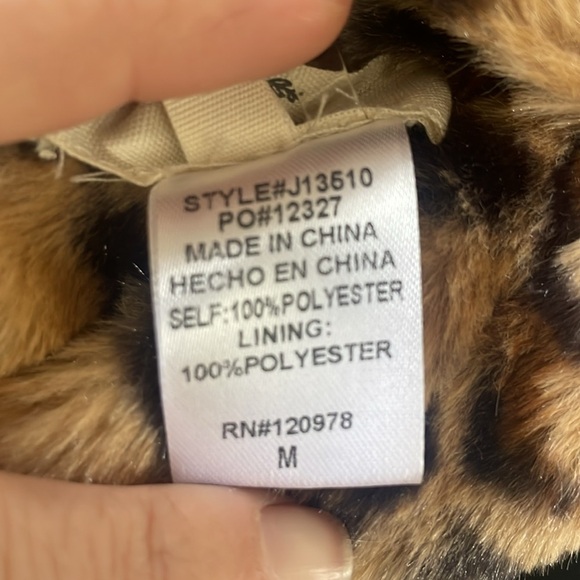 STYLE#J13510
PO#12327
MADE IN CHINA
HECHO EN CHINA
SELF:100%POLYESTER
LINING:
100%POLYESTER
RN#120978
M